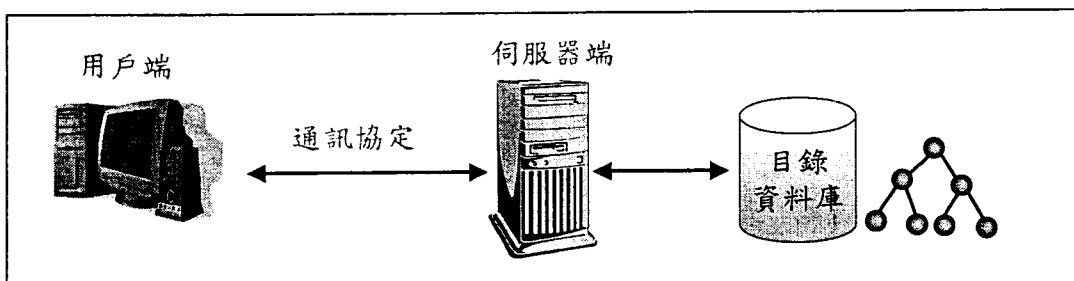 用戶端
伺服器端
通訊協定
目錄
資料庫